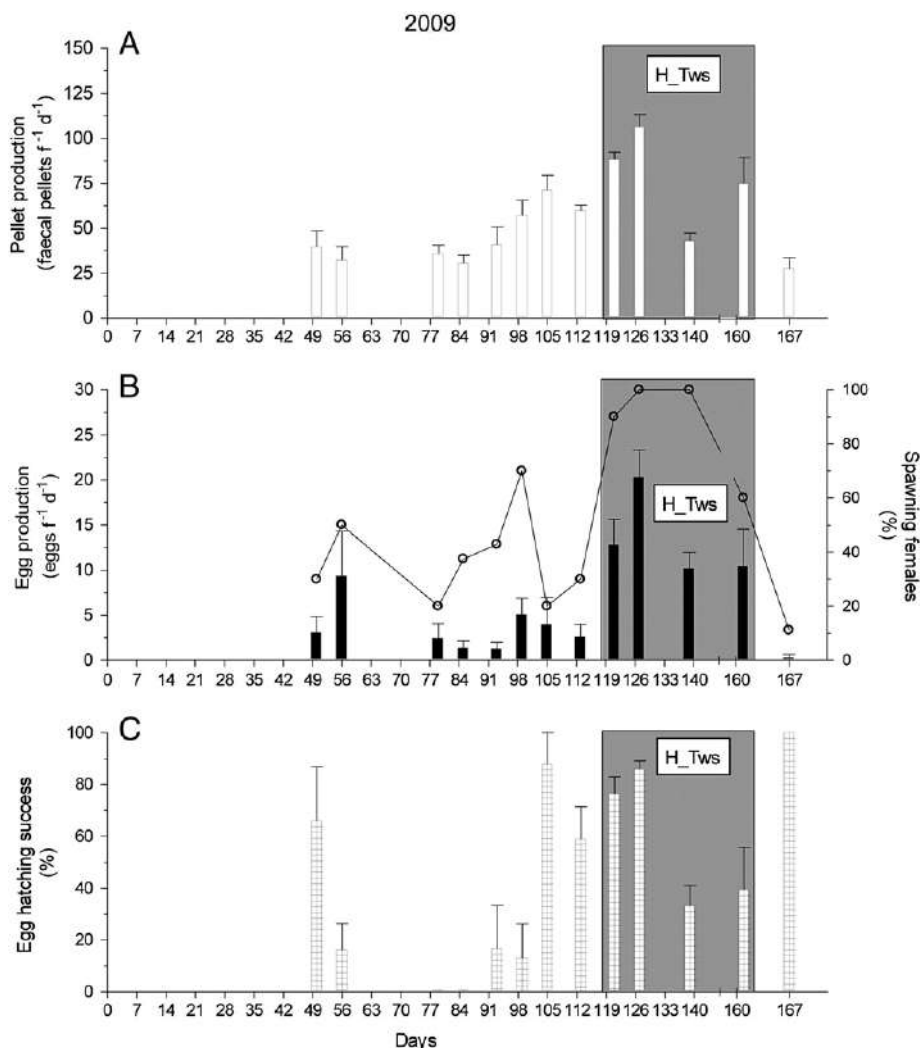 2009
A
150
125
100
75
50
25
0
Pellet production
(faecal pellets f⁻¹ d⁻¹)
H_Tws
0 7 14 21 28 35 42 49 56 63 70 77 84 91 98 105 112 119 126 133 140 160 167
B
30
25
20
15
10
5
0
Egg production
(eggs f⁻¹ d⁻¹)
H_Tws
100
80
60
40
20
0
Spawning females
(%)
0 7 14 21 28 35 42 49 56 63 70 77 84 91 98 105 112 119 126 133 140 160 167
C
100
80
60
40
20
0
Egg hatching success
(%)
H_Tws
0 7 14 21 28 35 42 49 56 63 70 77 84 91 98 105 112 119 126 133 140 160 167
Days